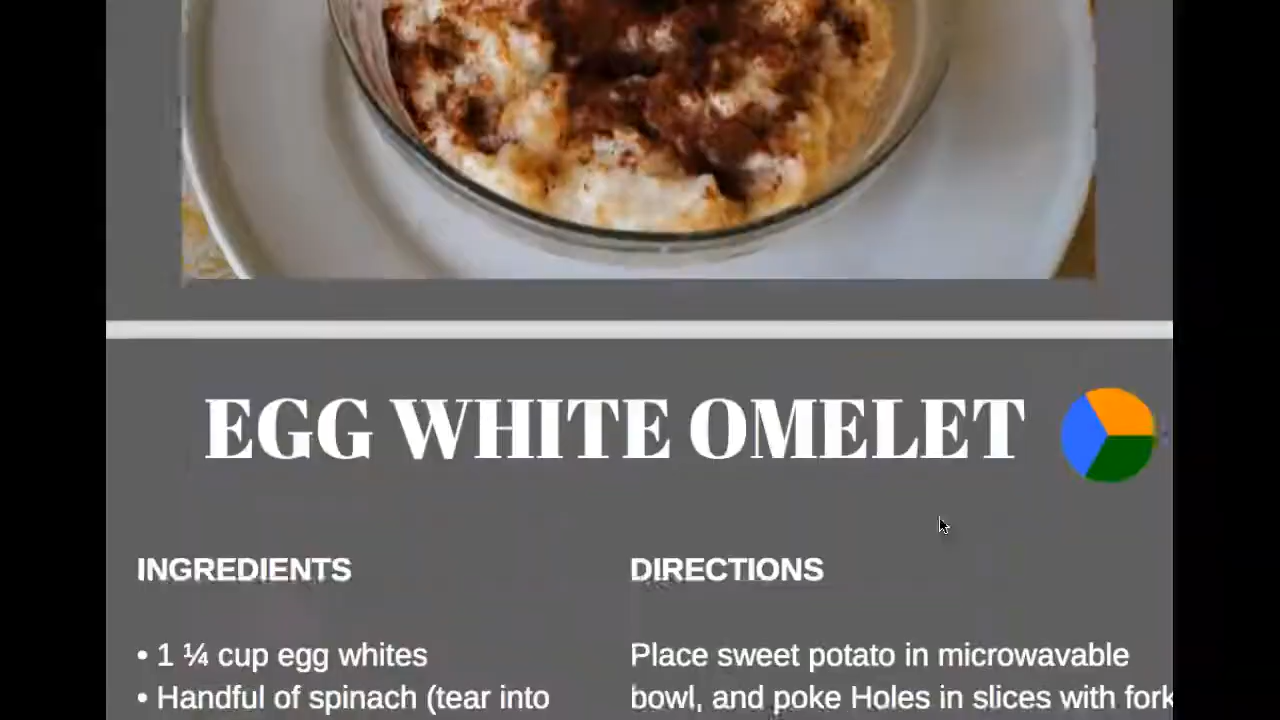 EGG WHITE OMELET
INGREDIENTS
• 1 ¼ cup egg whites
• Handful of spinach (tear into
DIRECTIONS
Place sweet potato in microwavable
bowl, and poke Holes in slices with fork